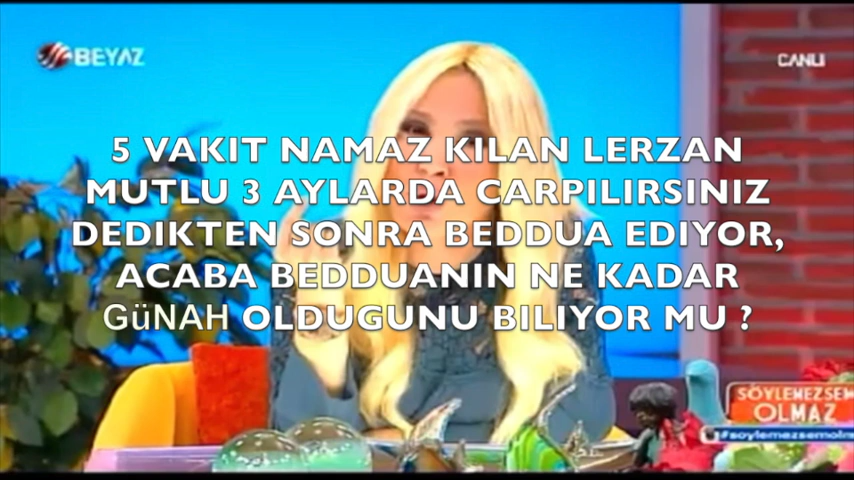 BEYAZ
CANLI
5 VAKIT NAMAZ KILAN LERZAN
MUTLU 3 AYLARDA CARPILIRSINIZ
DEDIKTEN SONRA BEDDUA EDIYOR,
ACABA BEDDUANIN NE KADAR
GüNAH OLDUGUNU BILIYOR MU ?
SÖYLEMEZSEM
OLMAZ
#soylemezsemolm